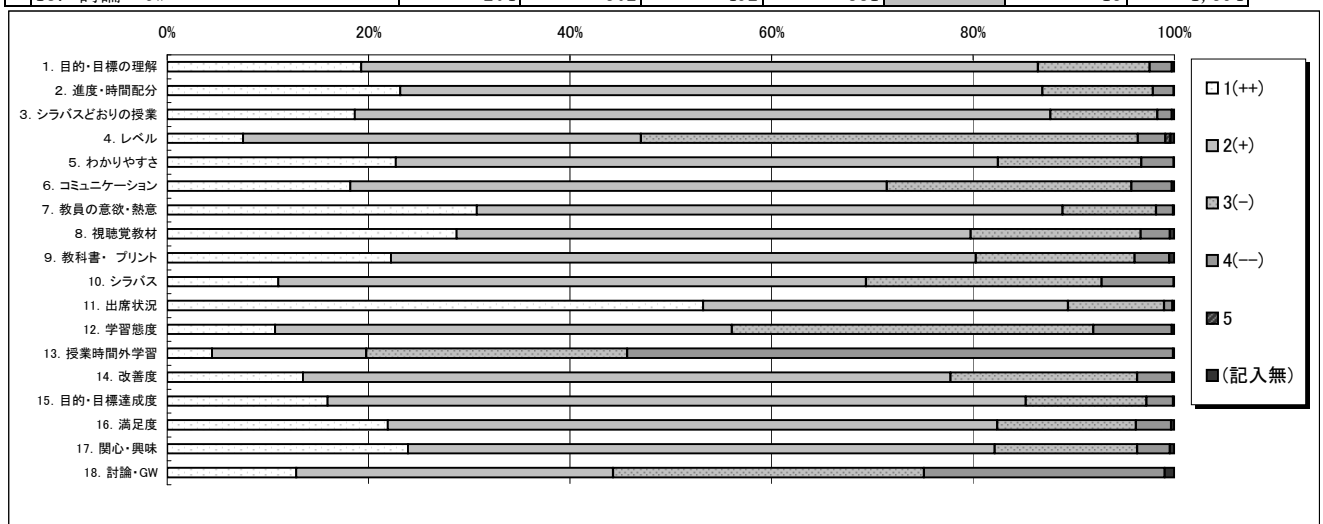 0% 20% 40% 60% 80% 100%
1. 目的・目標の理解
2. 進度・時間配分
3. シラバスどおりの授業
4. レベル
5. わかりやすさ
6. コミュニケーション
7. 教員の意欲・熱意
8. 視聴覚教材
9. 教科書・ プリント
10. シラバス
11. 出席状況
12. 学習態度
13. 授業時間外学習
14. 改善度
15. 目的・目標達成度
16. 満足度
17. 関心・興味
18. 討論・GW
1(++)
2(+)
3(-)
4(--)
5
(記入無)